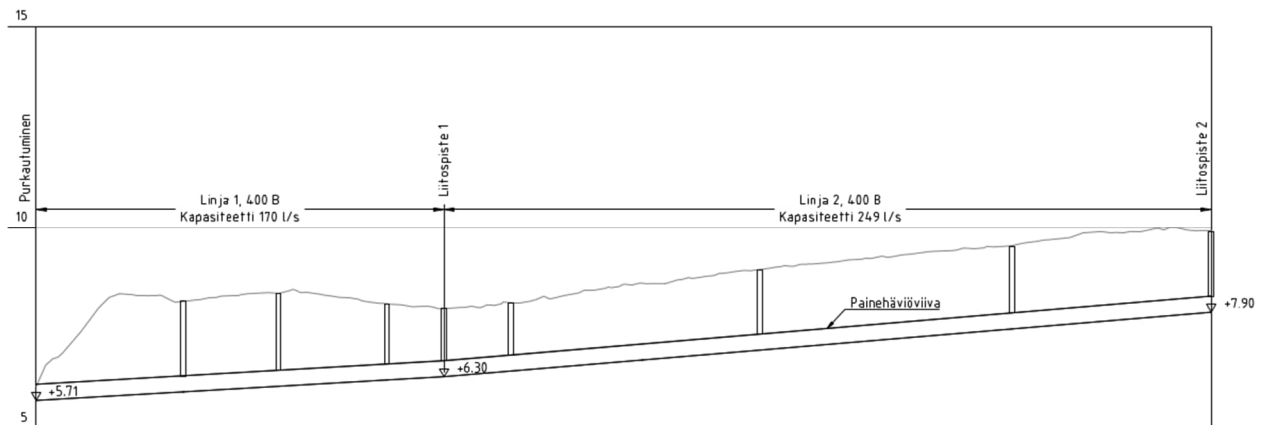 15
Purkautuminen
Liitospiste 1
Liitospiste 2
Linja 1, 400 B
Kapasiteetti 170 l/s
Linja 2, 400 B
Kapasiteetti 249 l/s
10
Painehäviöviiva
+7.90
+6.30
+5.71
5